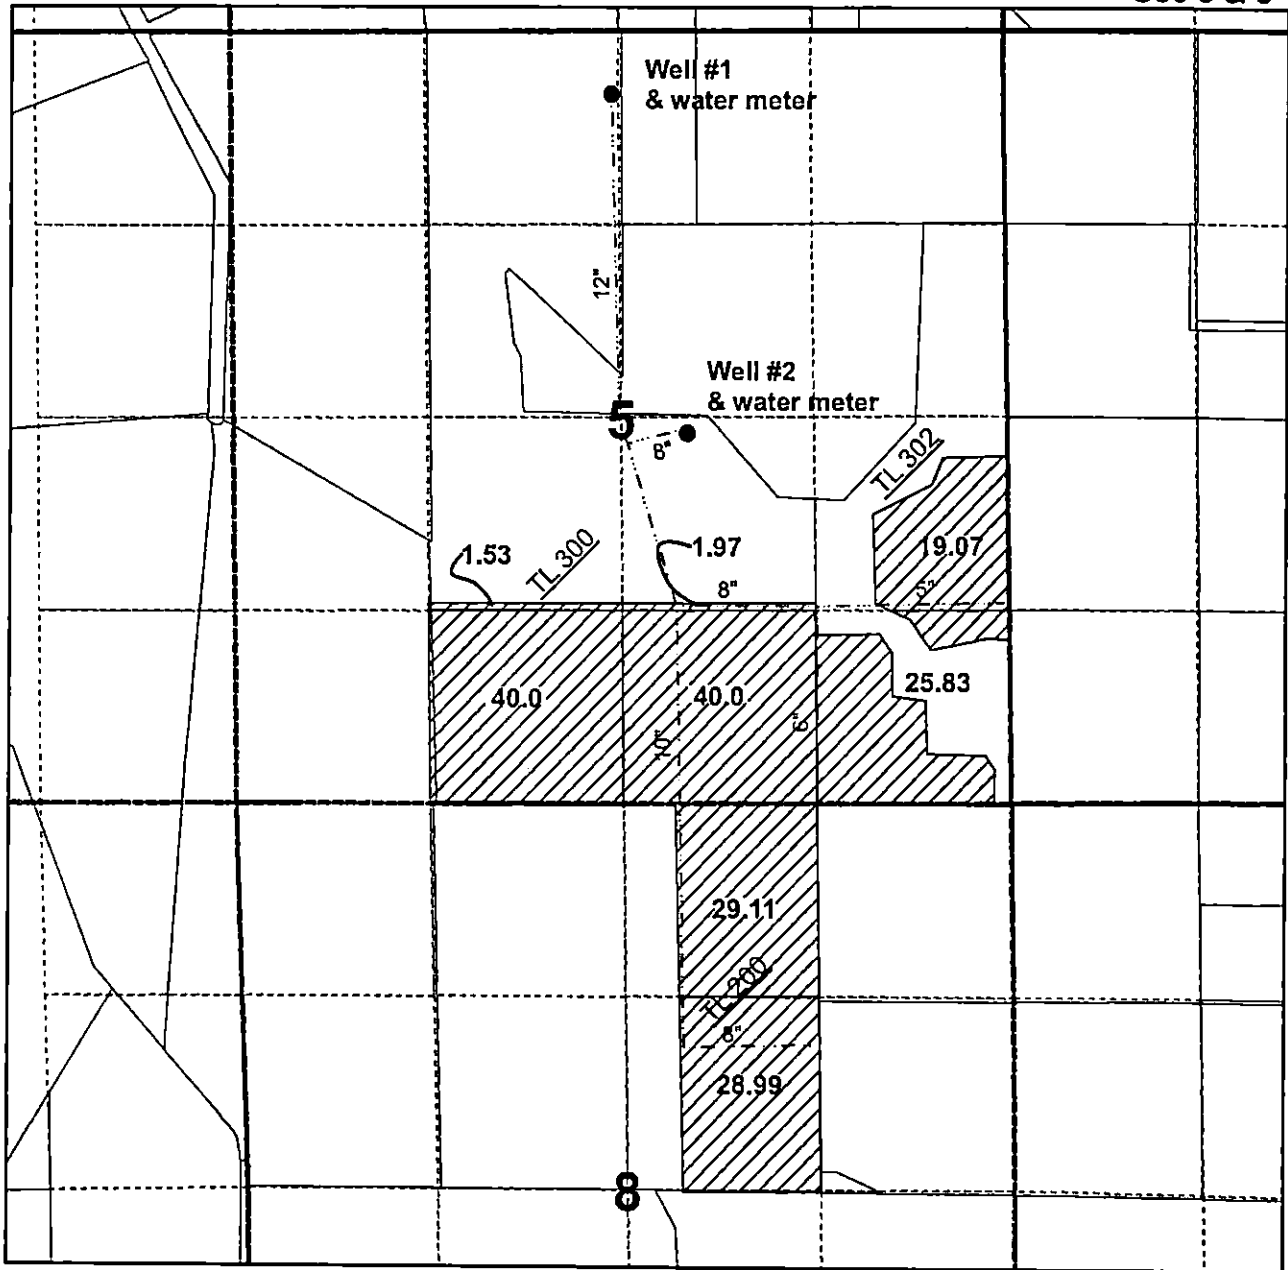 Well #1
& water meter
12"
Well #2
& water meter
5
8"
TL 302
1.53
TL 300
1.97
19.07
8"
5"
40.0
40.0
25.83
10"
6"
29.11
TL 200
8"
28.99
8